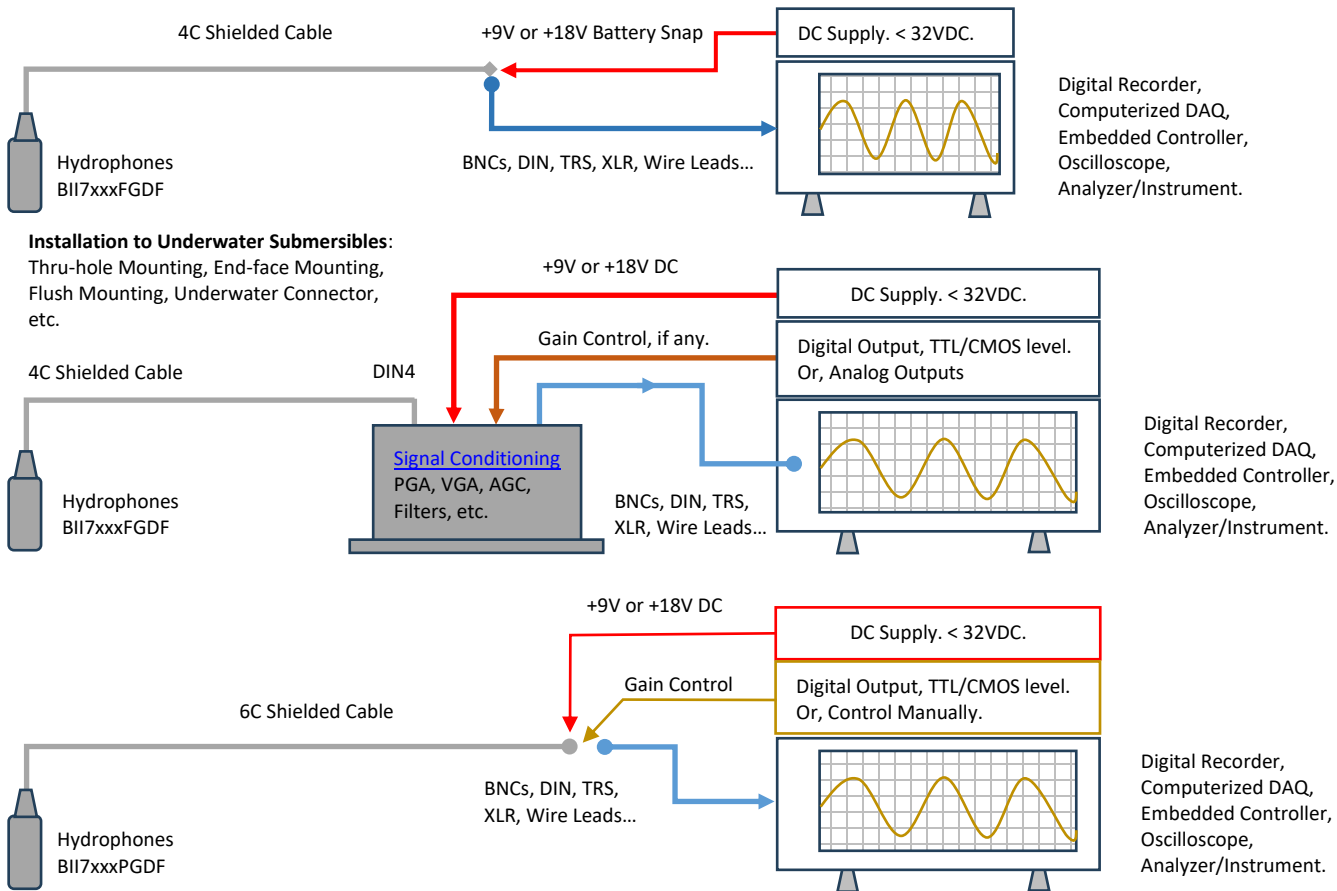 4C Shielded Cable
+9V or +18V Battery Snap
DC Supply. < 32VDC.
Hydrophones
BII7xxxFGDF
BNCs, DIN, TRS, XLR, Wire Leads…
Digital Recorder,
Computerized DAQ,
Embedded Controller,
Oscilloscope,
Analyzer/Instrument.
Installation to Underwater Submersibles:
Thru-hole Mounting, End-face Mounting,
Flush Mounting, Underwater Connector,
etc.
+9V or +18V DC
DC Supply. < 32VDC.
Gain Control, if any.
Digital Output, TTL/CMOS level.
Or, Analog Outputs
4C Shielded Cable
DIN4
Hydrophones
BII7xxxFGDF
Signal Conditioning
PGA, VGA, AGC,
Filters, etc.
BNCs, DIN, TRS,
XLR, Wire Leads…
Digital Recorder,
Computerized DAQ,
Embedded Controller,
Oscilloscope,
Analyzer/Instrument.
+9V or +18V DC
DC Supply. < 32VDC.
Gain Control
Digital Output, TTL/CMOS level.
Or, Control Manually.
6C Shielded Cable
Hydrophones
BII7xxxPGDF
BNCs, DIN, TRS,
XLR, Wire Leads…
Digital Recorder,
Computerized DAQ,
Embedded Controller,
Oscilloscope,
Analyzer/Instrument.